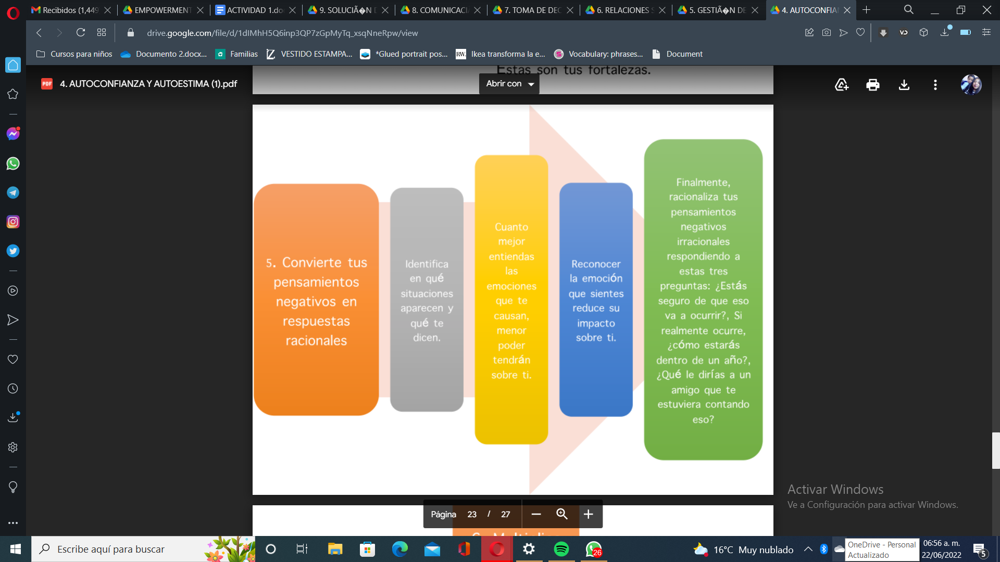 Recibidos (1,449
EMPOWERMENT
ACTIVIDAD 1.do
9. SOLUCIÃ�N D
8. COMUNICACI
7. TOMA DE DEC
6. RELACIONES S
5. GESTIÃ�N DE
4. AUTOCONFIAN
drive.google.com/file/d/1dIMhH5Q6inp3QP7zGpMyTq_xsqNneRpw/view
Cursos para niños
Documento 2.docx...
Familias
VESTIDO ESTAMPA...
*Glued portrait pos...
RW.
Ikea transforma la e...
Vocabulary: phrases...
Document
Estas son tus fortalezas.
PDF
4. AUTOCONFIANZA Y AUTOESTIMA (1).pdf
Abrir con
5. Convierte tus
pensamientos
negativos en
respuestas
racionales
Identifica
en qué
situaciones
aparecen y
qué te
dicen.
Cuanto
mejor
entiendas
las
emociones
que te
causan,
menor
poder
tendrán
sobre ti.
Reconocer
la emoción
que sientes
reduce su
impacto
sobre ti.
Finalmente,
racionaliza tus
pensamientos
negativos
irracionales
respondiendo a
estas tres
preguntas: ¿Estás
seguro de que eso
va a ocurrir?, Si
realmente ocurre,
¿cómo estarás
dentro de un año?,
¿Qué le dirías a un
amigo que te
estuviera contando
eso?
Activar Windows
Ve a Configuración para activar Windows.
Página 23 / 27
Escribe aquí para buscar
26
16°C Muy nublado
OneDrive - Personal
Actualizado
06:56 a. m.
22/06/2022
5